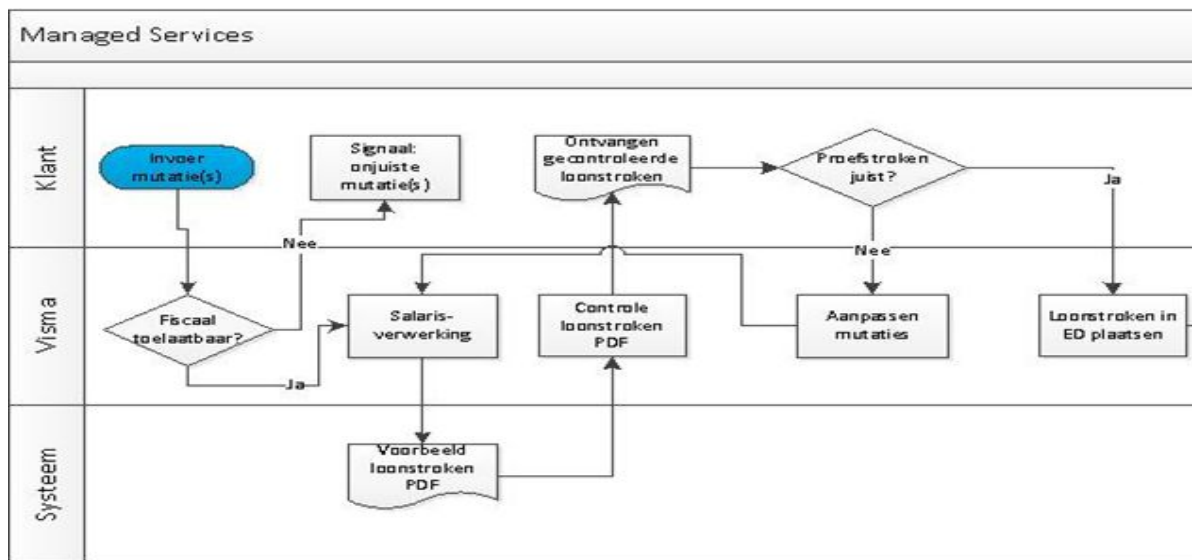 Managed Services
Klant
Invoer
mutatie(s)
Signaal:
onjuiste
mutatie(s)
Ontvangen
gecontroleerde
loonstroken
Proefstroken
juist?
Ja
Nee
Nee
Visma
Fiscaal
toelaatbaar?
Ja
Salaris-
verwerking
Controle
loonstroken
PDF
Aanpassen
mutaties
Loonstroken in
ED plaatsen
Systeem
Voorbeeld
loonstroken
PDF